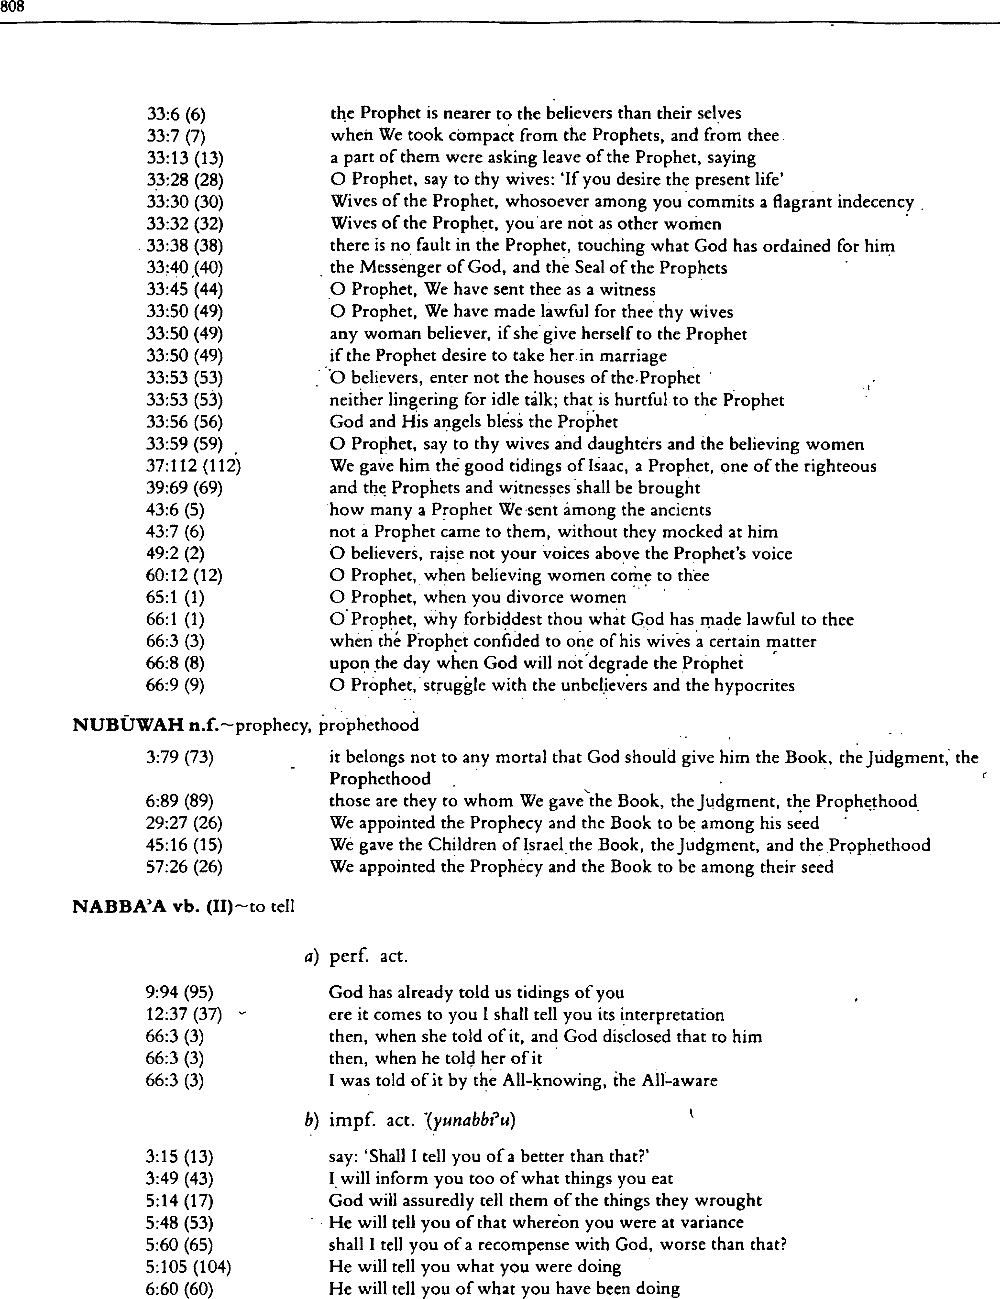 808
33:6 (6) the Prophet is nearer to the believers than their selves
33:7 (7) when We took compact from the Prophets, and from thee
33:13 (13) a part of them were asking leave of the Prophet, saying
33:28 (28) O Prophet, say to thy wives: 'If you desire the present life'
33:30 (30) Wives of the Prophet, whosoever among you commits a flagrant indecency
33:32 (32) Wives of the Prophet, you are not as other women
33:38 (38) there is no fault in the Prophet, touching what God has ordained for him
33:40 (40) the Messenger of God, and the Seal of the Prophets
33:45 (44) O Prophet, We have sent thee as a witness
33:50 (49) O Prophet, We have made lawful for thee thy wives
33:50 (49) any woman believer, if she give herself to the Prophet
33:50 (49) if the Prophet desire to take her in marriage
33:53 (53) O believers, enter not the houses of the Prophet
33:53 (53) neither lingering for idle talk; that is hurtful to the Prophet
33:56 (56) God and His angels bless the Prophet
33:59 (59) O Prophet, say to thy wives and daughters and the believing women
37:112 (112) We gave him the good tidings of Isaac, a Prophet, one of the righteous
39:69 (69) and the Prophets and witnesses shall be brought
43:6 (5) how many a Prophet We sent among the ancients
43:7 (6) not a Prophet came to them, without they mocked at him
49:2 (2) O believers, raise not your voices above the Prophet's voice
60:12 (12) O Prophet, when believing women come to thee
65:1 (1) O Prophet, when you divorce women
66:1 (1) O Prophet, why forbiddest thou what God has made lawful to thee
66:3 (3) when the Prophet confided to one of his wives a certain matter
66:8 (8) upon the day when God will not degrade the Prophet
66:9 (9) O Prophet, struggle with the unbelievers and the hypocrites
NUBŪWAH n.f.~prophecy, prophethood
3:79 (73) it belongs not to any mortal that God should give him the Book, the Judgment, the
Prophethood
6:89 (89) those are they to whom We gave the Book, the Judgment, the Prophethood
29:27 (26) We appointed the Prophecy and the Book to be among his seed
45:16 (15) We gave the Children of Israel the Book, the Judgment, and the Prophethood
57:26 (26) We appointed the Prophecy and the Book to be among their seed
NABBAʾA vb. (II)~to tell
a) perf. act.
9:94 (95) God has already told us tidings of you
12:37 (37) ere it comes to you I shall tell you its interpretation
66:3 (3) then, when she told of it, and God disclosed that to him
66:3 (3) then, when he told her of it
66:3 (3) I was told of it by the All-knowing, the All-aware
b) impf. act. (yunabbiʾu)
3:15 (13) say: 'Shall I tell you of a better than that?'
3:49 (43) I will inform you too of what things you eat
5:14 (17) God will assuredly tell them of the things they wrought
5:48 (53) He will tell you of that whereon you were at variance
5:60 (65) shall I tell you of a recompense with God, worse than that?
5:105 (104) He will tell you what you were doing
6:60 (60) He will tell you of what you have been doing